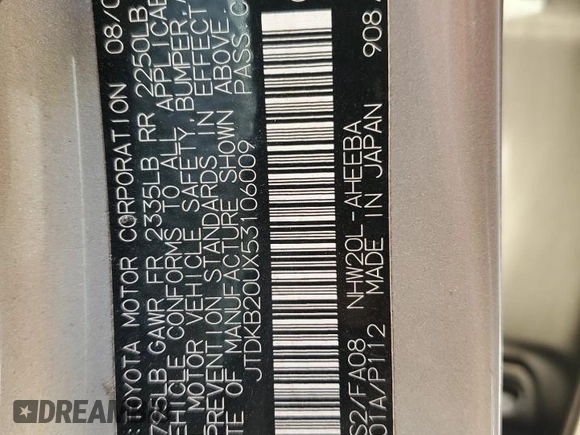 :TOYOTA MOTOR CORPORATION 08/0
795LB GAWR FR 2335LB RR 2250LB
VEHICLE CONFORMS TO ALL APPLICAB
MOTOR VEHICLE SAFETY, BUMPER, A
PREVENTION STANDARDS IN EFFECT
TE OF MANUFACTURE SHOWN ABOVE
JTDKB20UX53106009 PASS.C
S2/FA08 NHW20L-AHEEBA
01A/P112 MADE IN JAPAN 908.
DREAM